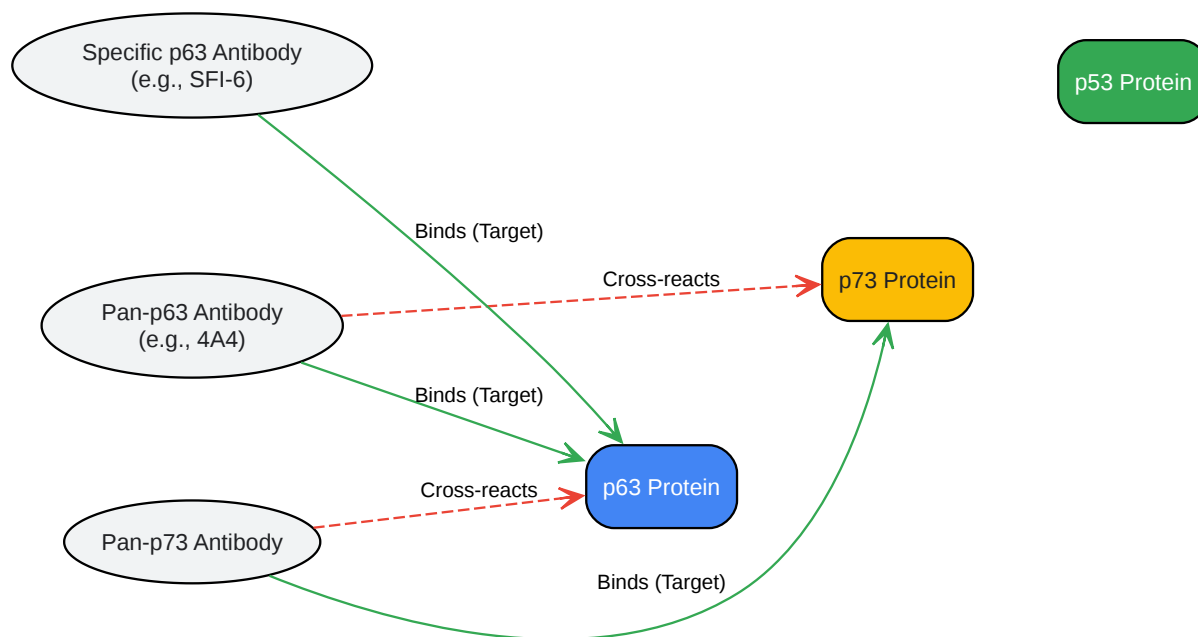 Specific p63 Antibody
(e.g., SFI-6)
p53 Protein
Binds (Target)
Cross-reacts
p73 Protein
Pan-p63 Antibody
(e.g., 4A4)
Binds (Target)
Cross-reacts
p63 Protein
Pan-p73 Antibody
Binds (Target)